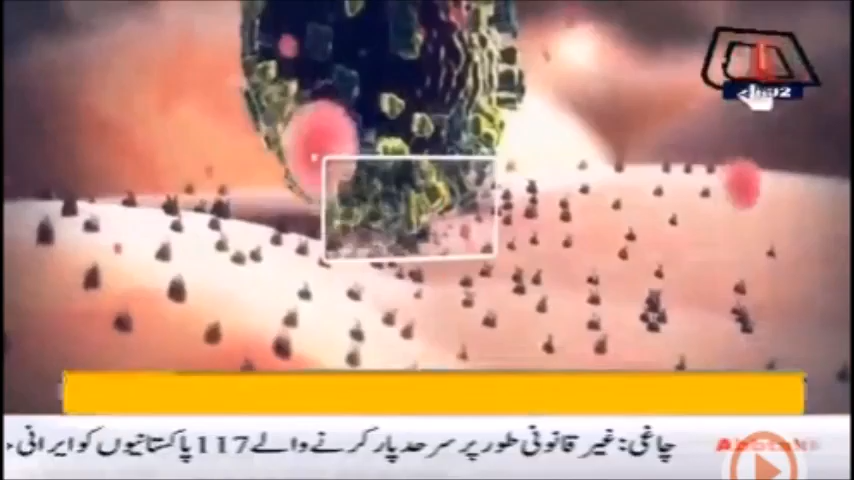 چاغی: غیر قانونی طور پر سرحد پار کرنے والے 117 پاکستانیوں کو ایرانی